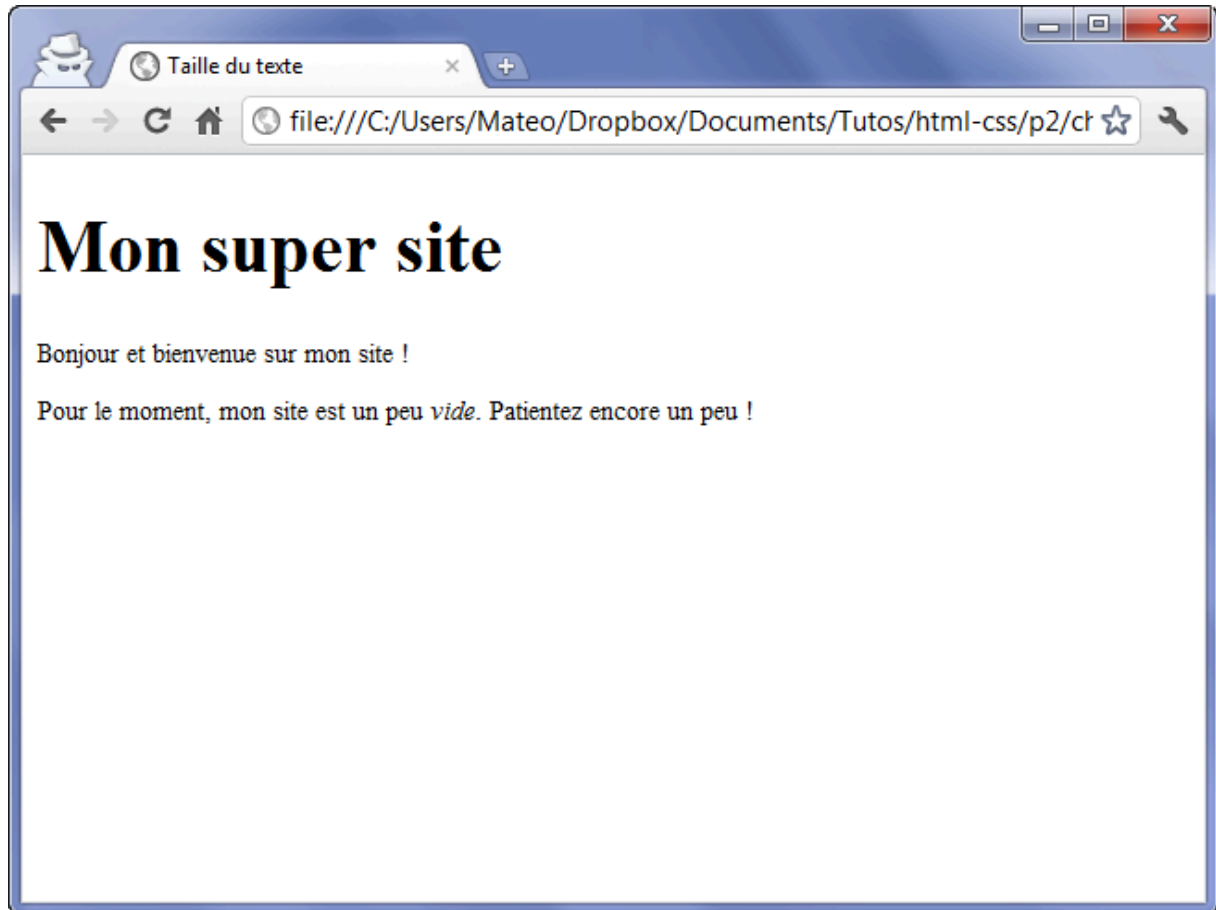 Taille du texte
file:///C:/Users/Mateo/Dropbox/Documents/Tutos/html-css/p2/ch
Mon super site
Bonjour et bienvenue sur mon site !
Pour le moment, mon site est un peu vide. Patientez encore un peu !